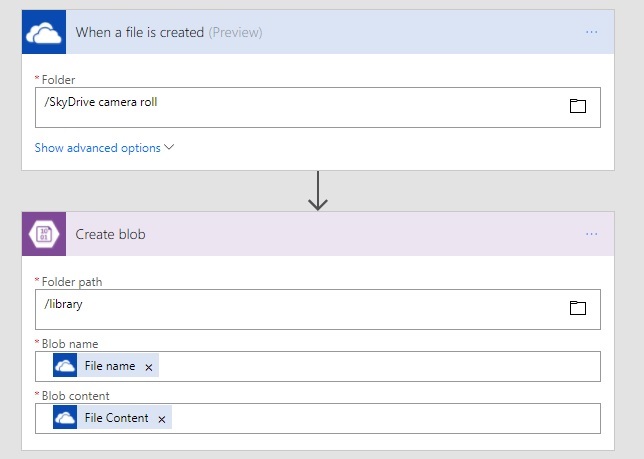 When a file is created (Preview)
...
* Folder
/SkyDrive camera roll
Show advanced options
Create blob
...
* Folder path
/library
* Blob name
File name ×
* Blob content
File Content ×